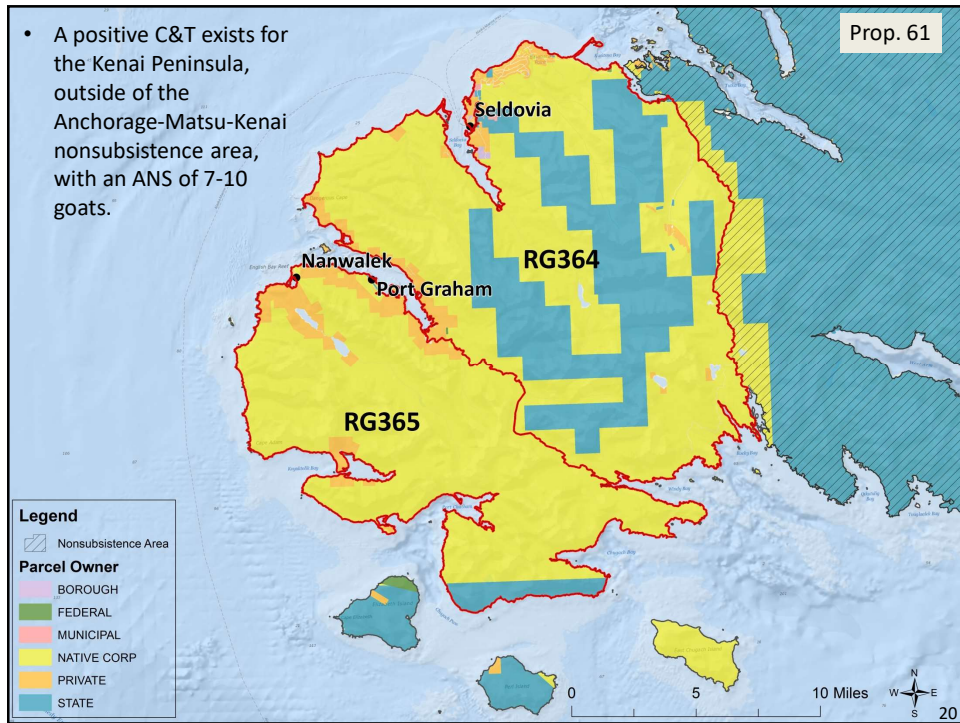 • A positive C&T exists for
the Kenai Peninsula,
outside of the
Anchorage-Matsu-Kenai
nonsubsistence area,
with an ANS of 7-10
goats.
Prop. 61
Seldovia
RG364
Nanwalek
Port Graham
RG365
Legend
Nonsubsistence Area
Parcel Owner
BOROUGH
FEDERAL
MUNICIPAL
NATIVE CORP
PRIVATE
STATE
0 5 10 Miles
N
W E
S
20